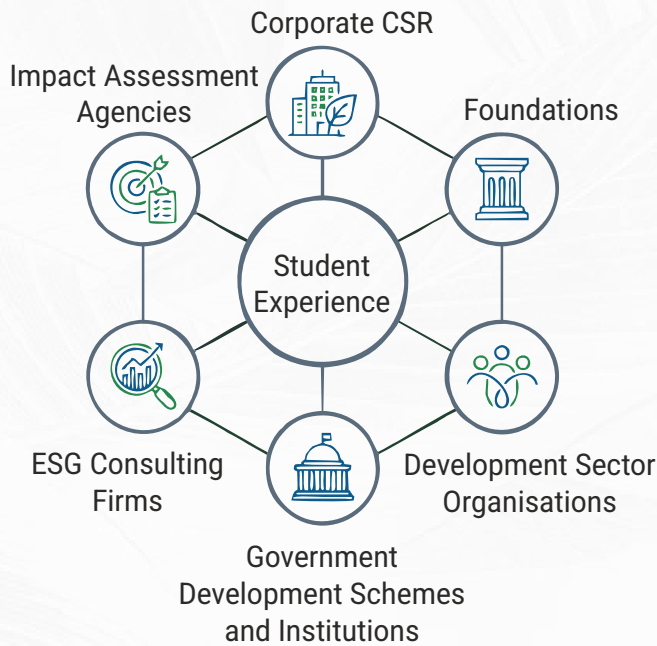 Corporate CSR
Impact Assessment
Agencies
Foundations
Student
Experience
ESG Consulting
Firms
Development Sector
Organisations
Government
Development Schemes
and Institutions